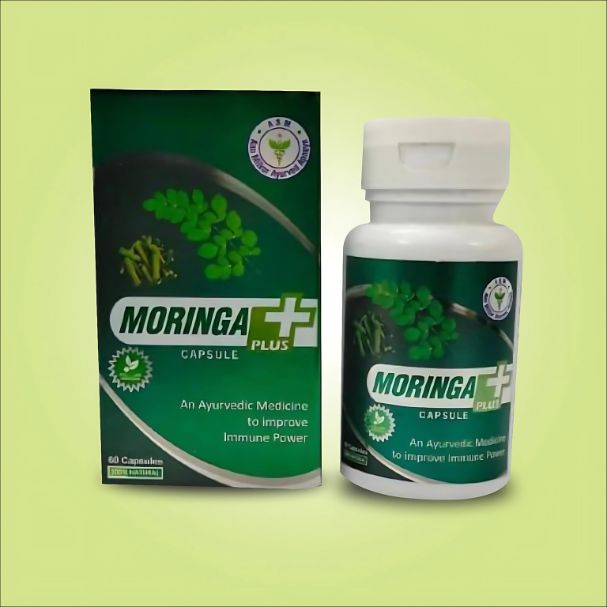 A S M
MORINGA
PLUS
CAPSULE
An Ayurvedic Medicine
to improve
Immune Power
60 Capsules
100% NATURAL
MORINGA
PLUS
CAPSULE
An Ayurvedic Medicine
to improve Immune Power